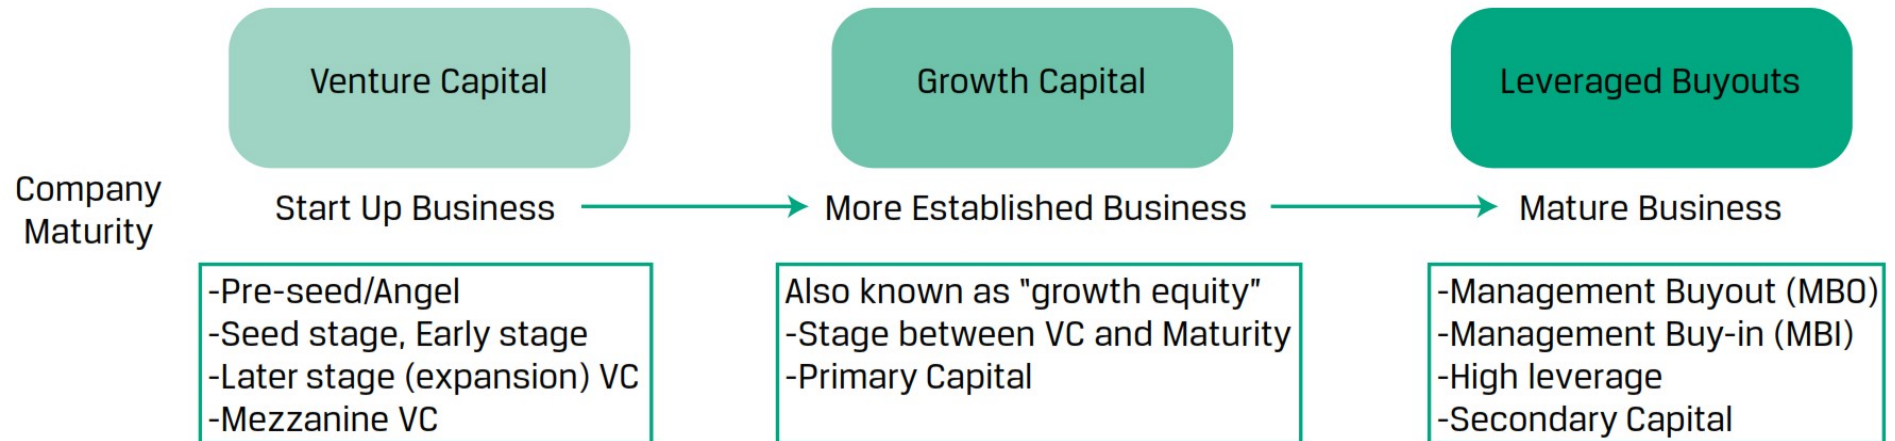 Venture Capital
Growth Capital
Leveraged Buyouts
Company
Maturity
Start Up Business
More Established Business
Mature Business
-Pre-seed/Angel
-Seed stage, Early stage
-Later stage (expansion) VC
-Mezzanine VC
Also known as "growth equity"
-Stage between VC and Maturity
-Primary Capital
-Management Buyout (MBO)
-Management Buy-in (MBI)
-High leverage
-Secondary Capital